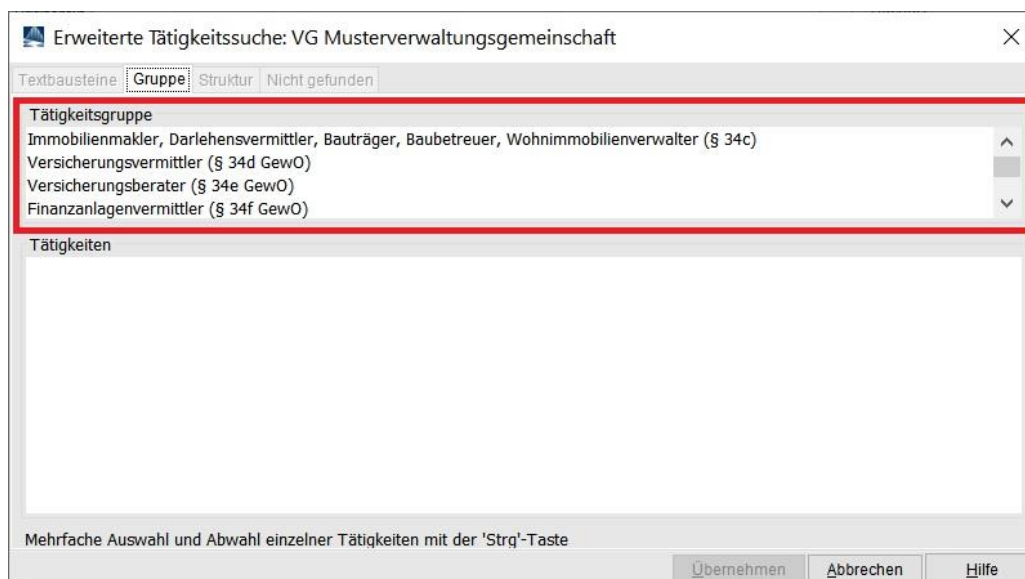 Erweiterte Tätigkeitssuche: VG Musterverwaltungsgemeinschaft
Textbausteine Gruppe Struktur Nicht gefunden
Tätigkeitsgruppe
Immobilienmakler, Darlehensvermittler, Bauträger, Baubetreuer, Wohnimmobilienverwalter (§ 34c)
Versicherungsvermittler (§ 34d GewO)
Versicherungsberater (§ 34e GewO)
Finanzanlagenvermittler (§ 34f GewO)
Tätigkeiten
Mehrfache Auswahl und Abwahl einzelner Tätigkeiten mit der 'Strg'-Taste
Übernehmen Abbrechen Hilfe